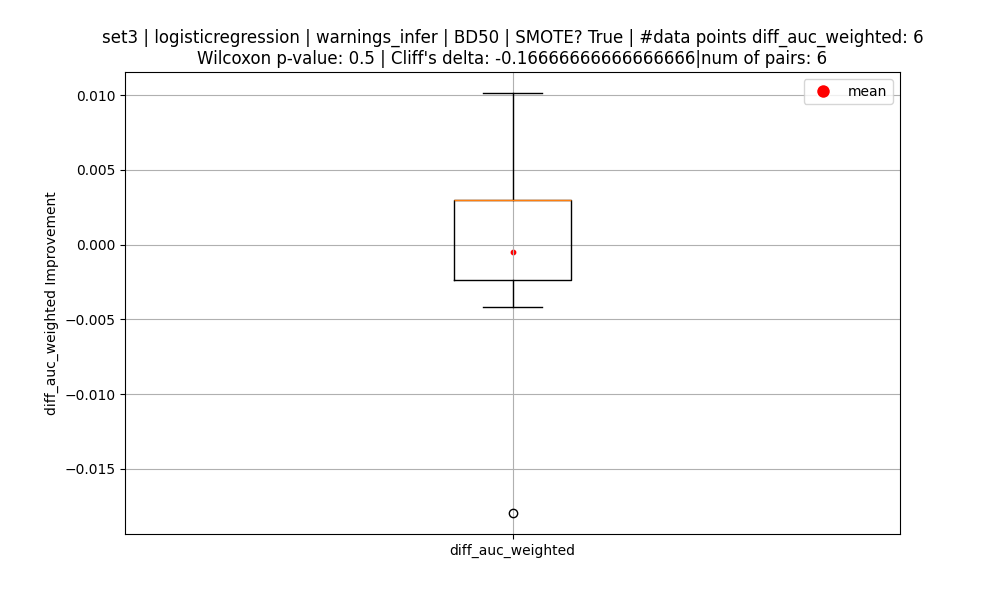 set3 | logisticregression | warnings_infer | BD50 | SMOTE? True | #data points diff_auc_weighted: 6
Wilcoxon p-value: 0.5 | Cliff's delta: -0.16666666666666666|num of pairs: 6
mean
0.010
0.005
0.000
−0.005
−0.010
−0.015
diff_auc_weighted Improvement
diff_auc_weighted